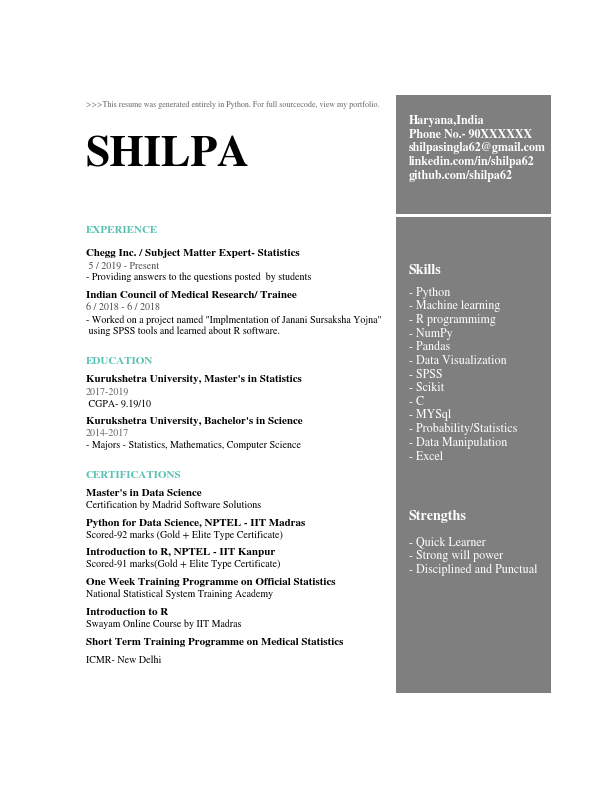 >>>This resume was generated entirely in Python. For full sourcecode, view my portfolio.
SHILPA
Haryana,India
Phone No.- 90XXXXXX
shilpasingla62@gmail.com
linkedin.com/in/shilpa62
github.com/shilpa62
EXPERIENCE
Chegg Inc. / Subject Matter Expert- Statistics
5 / 2019 - Present
- Providing answers to the questions posted by students
Indian Council of Medical Research/ Trainee
6 / 2018 - 6 / 2018
- Worked on a project named "Implmentation of Janani Sursaksha Yojna"
using SPSS tools and learned about R software.
EDUCATION
Kurukshetra University, Master's in Statistics
2017-2019
CGPA- 9.19/10
Kurukshetra University, Bachelor's in Science
2014-2017
- Majors - Statistics, Mathematics, Computer Science
CERTIFICATIONS
Master's in Data Science
Certification by Madrid Software Solutions
Python for Data Science, NPTEL - IIT Madras
Scored-92 marks (Gold + Elite Type Certificate)
Introduction to R, NPTEL - IIT Kanpur
Scored-91 marks(Gold + Elite Type Certificate)
One Week Training Programme on Official Statistics
National Statistical System Training Academy
Introduction to R
Swayam Online Course by IIT Madras
Short Term Training Programme on Medical Statistics
ICMR- New Delhi
Skills
- Python
- Machine learning
- R programmimg
- NumPy
- Pandas
- Data Visualization
- SPSS
- Scikit
- C
- MYSql
- Probability/Statistics
- Data Manipulation
- Excel
Strengths
- Quick Learner
- Strong will power
- Disciplined and Punctual